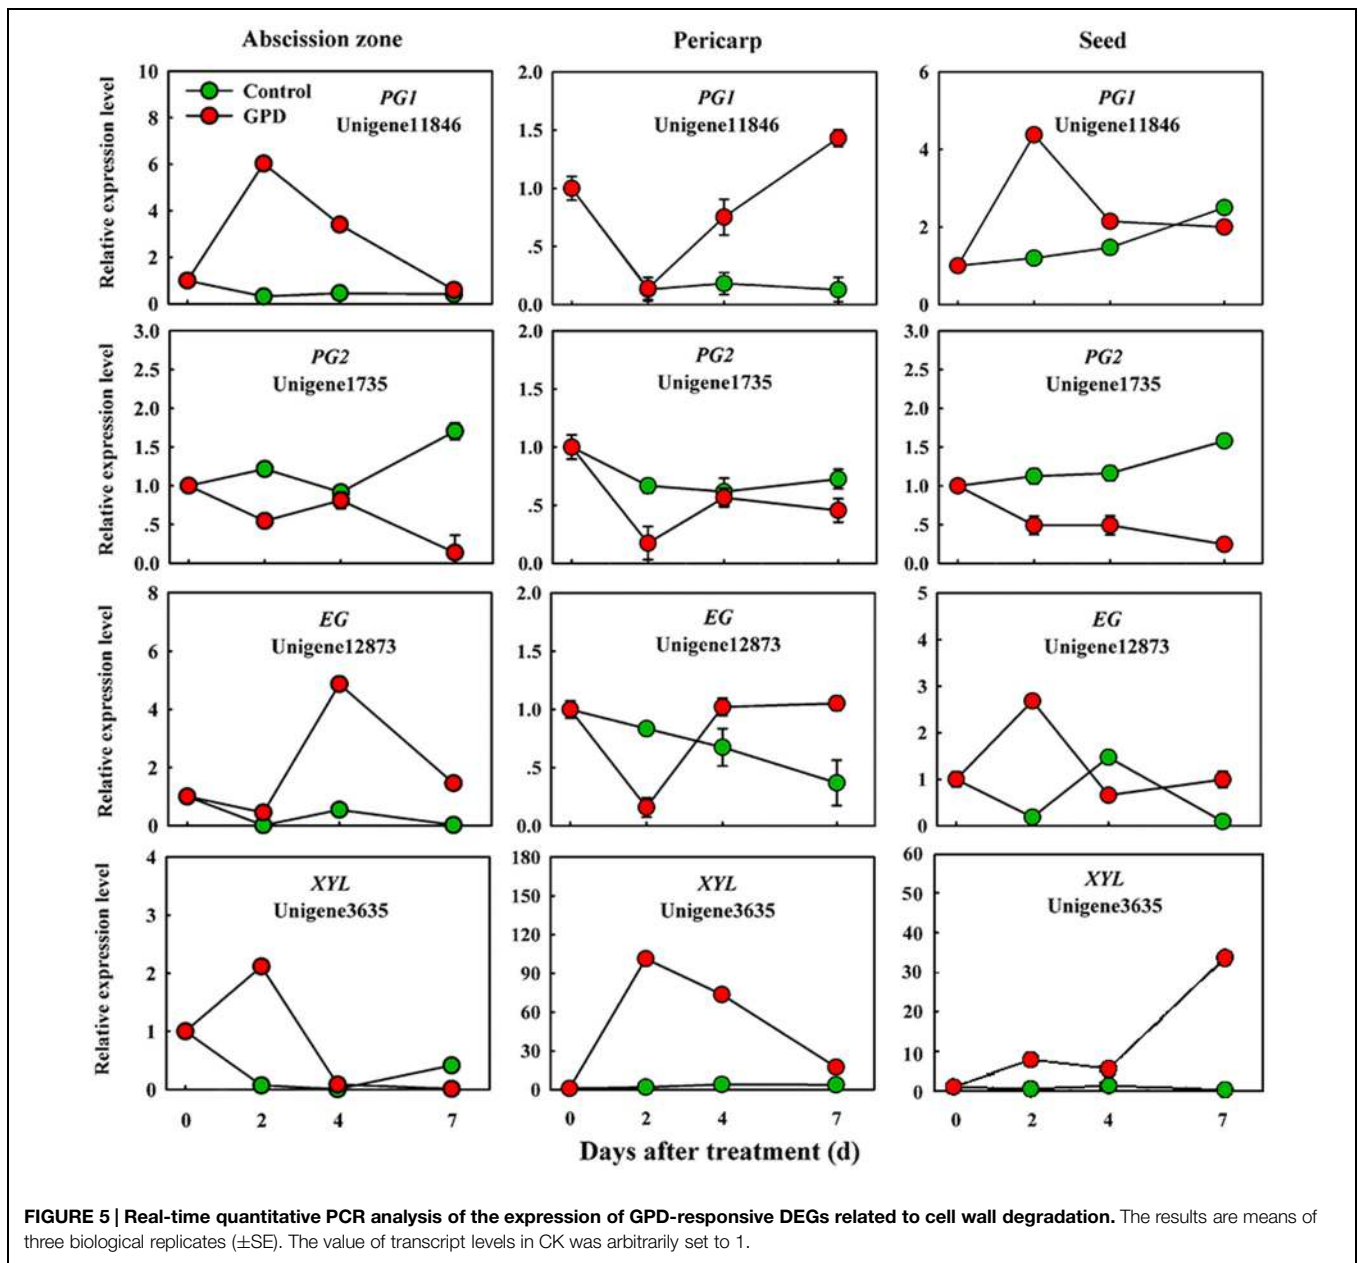 Abscission zone
Pericarp
Seed
Relative expression level
10
8
6
4
2
0
Control
GPD
PG1
Unigene11846
2.0
1.5
1.0
.5
0.0
PG1
Unigene11846
6
4
2
0
PG1
Unigene11846
Relative expression level
3.0
2.5
2.0
1.5
1.0
.5
0.0
PG2
Unigene1735
2.0
1.5
1.0
.5
0.0
PG2
Unigene1735
3.0
2.5
2.0
1.5
1.0
.5
0.0
PG2
Unigene1735
Relative expression level
8
6
4
2
0
EG
Unigene12873
2.0
1.5
1.0
.5
0.0
EG
Unigene12873
5
4
3
2
1
0
EG
Unigene12873
Relative expression level
4
3
2
1
0
XYL
Unigene3635
180
150
120
90
60
30
0
XYL
Unigene3635
60
50
40
30
20
10
0
XYL
Unigene3635
0 2 4 7
0 2 4 7
0 2 4 7
Days after treatment (d)
FIGURE 5 | Real-time quantitative PCR analysis of the expression of GPD-responsive DEGs related to cell wall degradation. The results are means of
three biological replicates (±SE). The value of transcript levels in CK was arbitrarily set to 1.